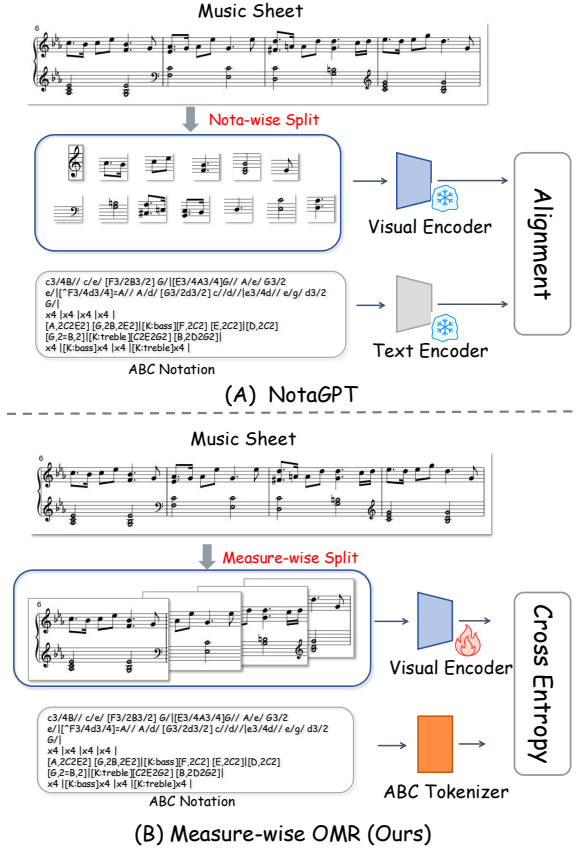 Music Sheet
6
Nota-wise Split
Visual Encoder
c3/4B// c/e/ [F3/2B3/2] G/|[E3/4A3/4]G// A/e/ G3/2
e/|[^F3/4d3/4]=A// A/d/ [G3/2d3/2] c//d//|e3/4d// e/g/ d3/2
G/|
x4 |x4 |x4 |x4 |
[A,2C2E2] [G,2B,2E2]|[K:bass][F,2C2] [E,2C2]|[D,2C2]
[G,2=B,2]|[K:treble][C2E2G2] [B,2D2G2]|
x4 |[K:bass]x4 |x4 |[K:treble]x4 |
ABC Notation
Text Encoder
Alignment
(A) NotaGPT
Music Sheet
6
Measure-wise Split
6
Visual Encoder
c3/4B// c/e/ [F3/2B3/2] G/|[E3/4A3/4]G// A/e/ G3/2
e/|[^F3/4d3/4]=A// A/d/ [G3/2d3/2] c//d//|e3/4d// e/g/ d3/2
G/|
x4 |x4 |x4 |x4 |
[A,2C2E2] [G,2B,2E2]|[K:bass][F,2C2] [E,2C2]|[D,2C2]
[G,2=B,2]|[K:treble][C2E2G2] [B,2D2G2]|
x4 |[K:bass]x4 |x4 |[K:treble]x4 |
ABC Notation
ABC Tokenizer
Cross Entropy
(B) Measure-wise OMR (Ours)